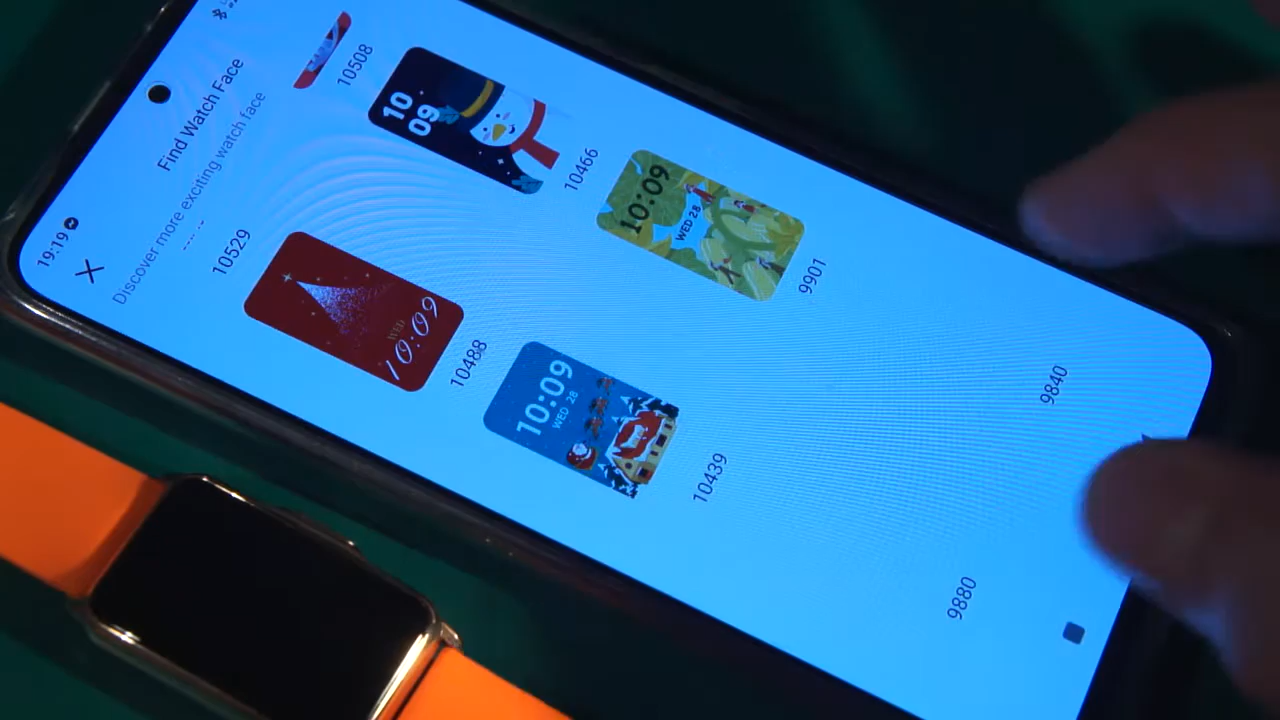 19:19
Find Watch Face
Discover more exciting watch face
10529
10508
WED
10:09
10
09
10488
10466
10:09
WED 28
10:09
WED 28
10439
9901
9880
9840